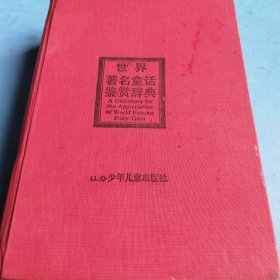 世界
著名童话
鉴赏辞典
A Dictionary for
the Appreciation
of World Famous
Fairy Tales
江苏少年儿童出版社